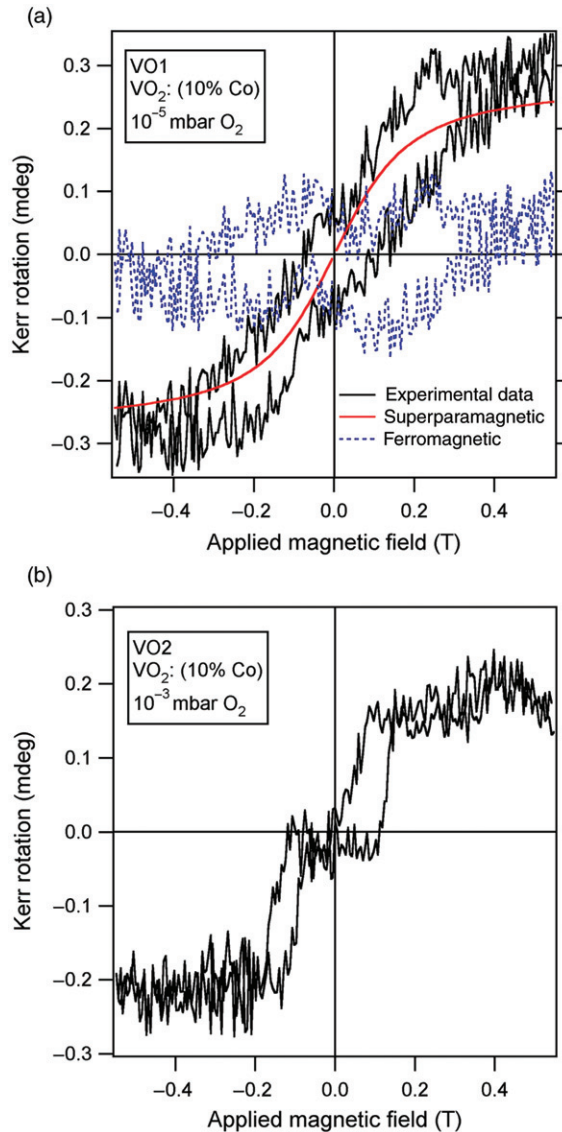 (a)
0.3
0.2
0.1
0.0
−0.1
−0.2
−0.3
Kerr rotation (mdeg)
VO1
VO₂: (10% Co)
10⁻⁵ mbar O₂
Experimental data
Superparamagnetic
Ferromagnetic
−0.4 −0.2 0.0 0.2 0.4
Applied magnetic field (T)
(b)
0.3
0.2
0.1
0.0
−0.1
−0.2
−0.3
Kerr rotation (mdeg)
VO2
VO₂: (10% Co)
10⁻³ mbar O₂
−0.4 −0.2 0.0 0.2 0.4
Applied magnetic field (T)